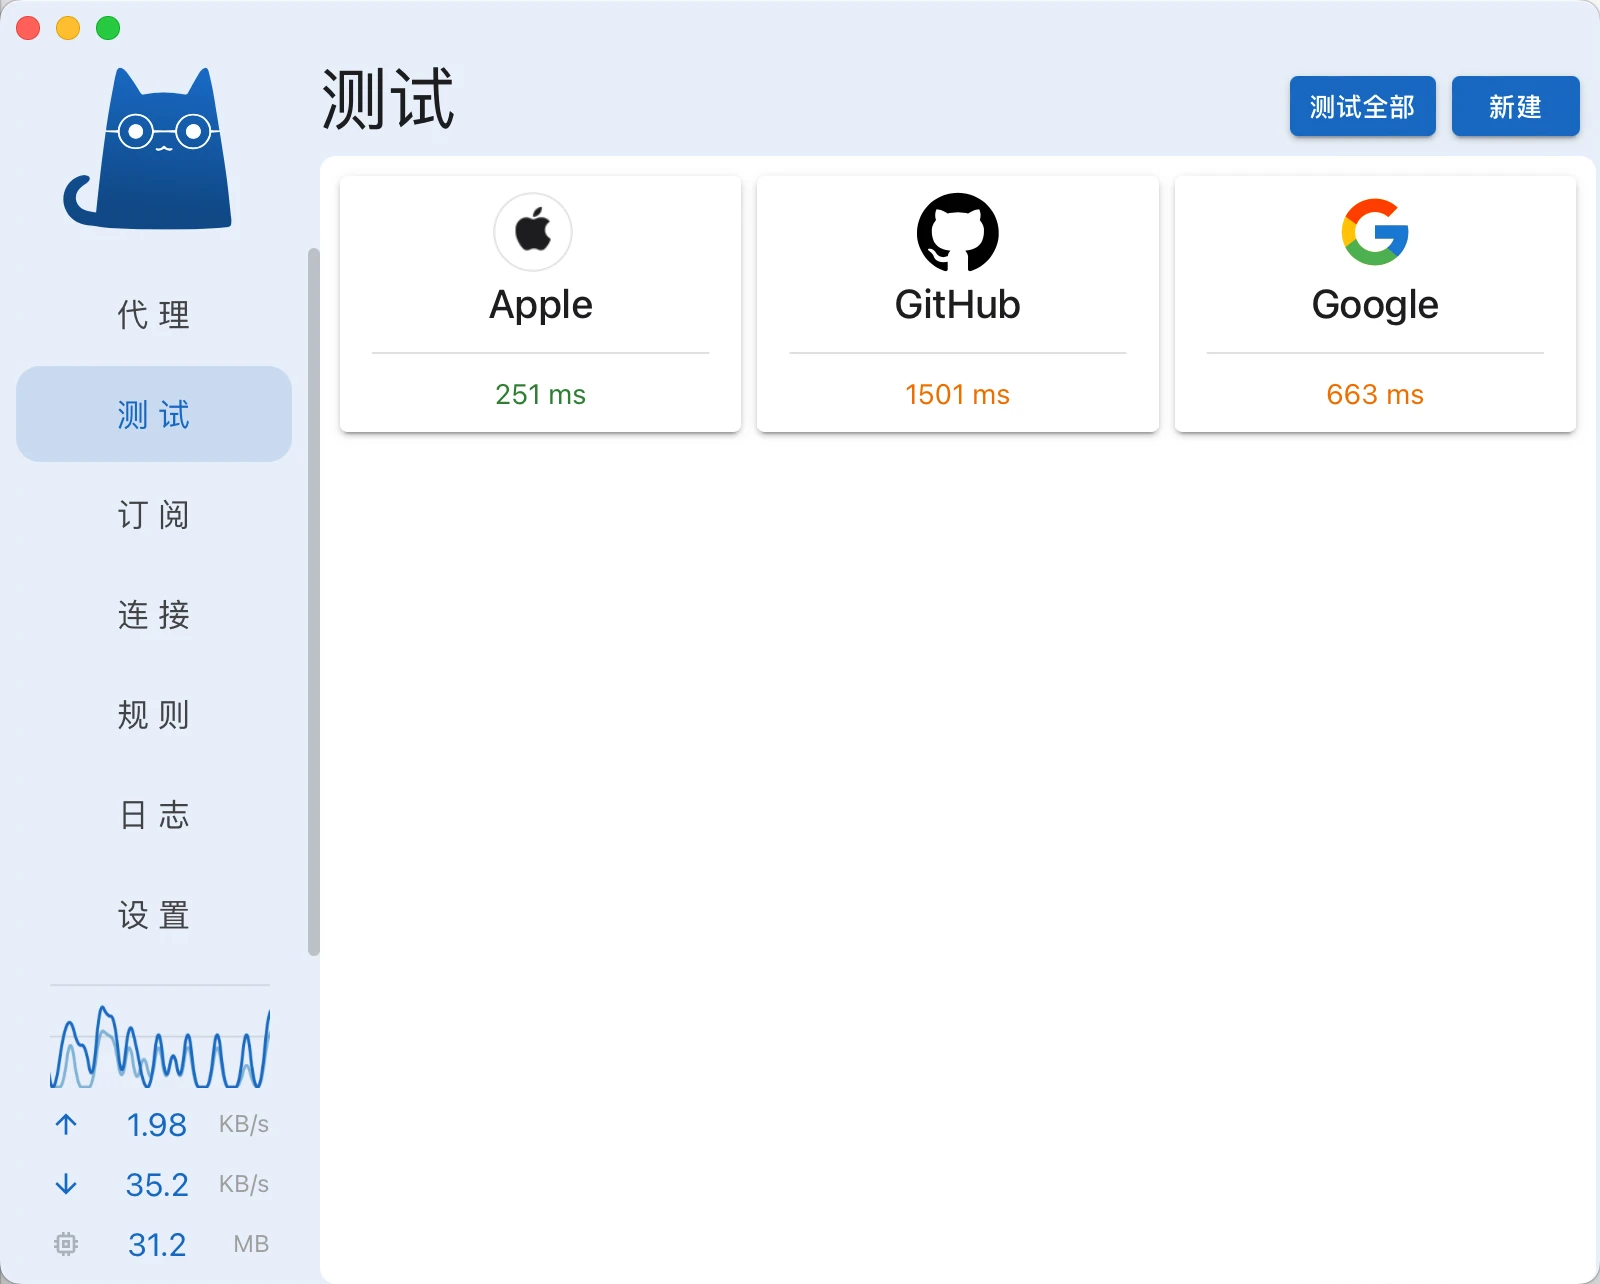 测试
测试全部
新建
代 理
测 试
订 阅
连 接
规 则
日 志
设 置
1.98 KB/s
35.2 KB/s
31.2 MB
Apple
251 ms
GitHub
1501 ms
Google
663 ms